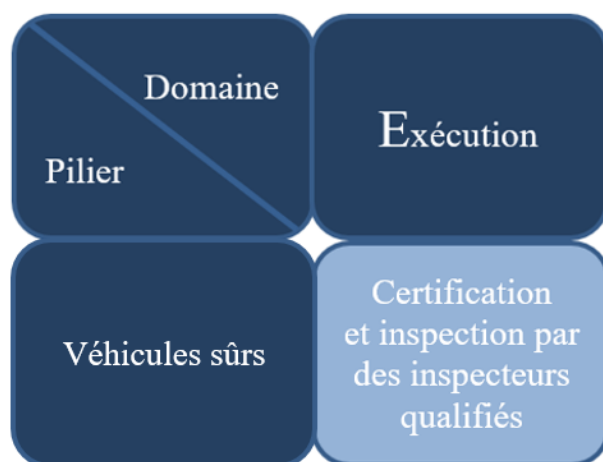 Domaine
Pilier
Exécution
Véhicules sûrs
Certification
et inspection par
des inspecteurs
qualifiés